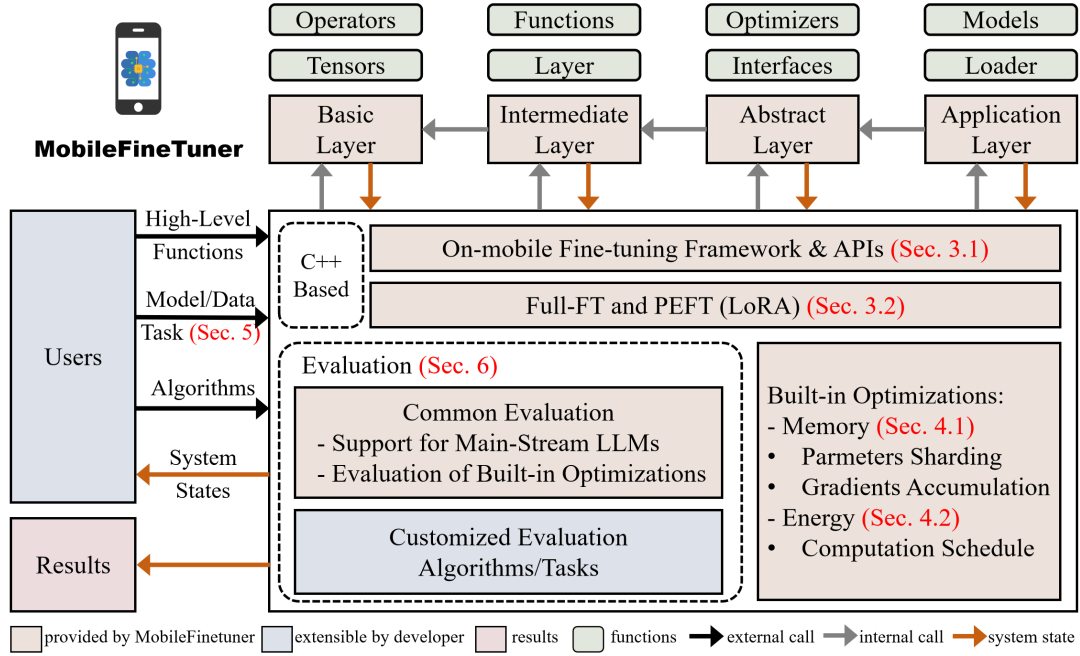 Operators
Functions
Optimizers
Models
Tensors
Layer
Interfaces
Loader
MobileFineTuner
Basic
Layer
Intermediate
Layer
Abstract
Layer
Application
Layer
Users
High-Level
Functions
Model/Data
Task (Sec. 5)
Algorithms
System
States
Results
C++
Based
On-mobile Fine-tuning Framework & APIs (Sec. 3.1)
Full-FT and PEFT (LoRA) (Sec. 3.2)
Evaluation (Sec. 6)
Common Evaluation
- Support for Main-Stream LLMs
- Evaluation of Built-in Optimizations
Customized Evaluation
Algorithms/Tasks
Built-in Optimizations:
- Memory (Sec. 4.1)
• Parmeters Sharding
• Gradients Accumulation
- Energy (Sec. 4.2)
• Computation Schedule
provided by MobileFinetuner
extensible by developer
results
functions
external call
internal call
system state